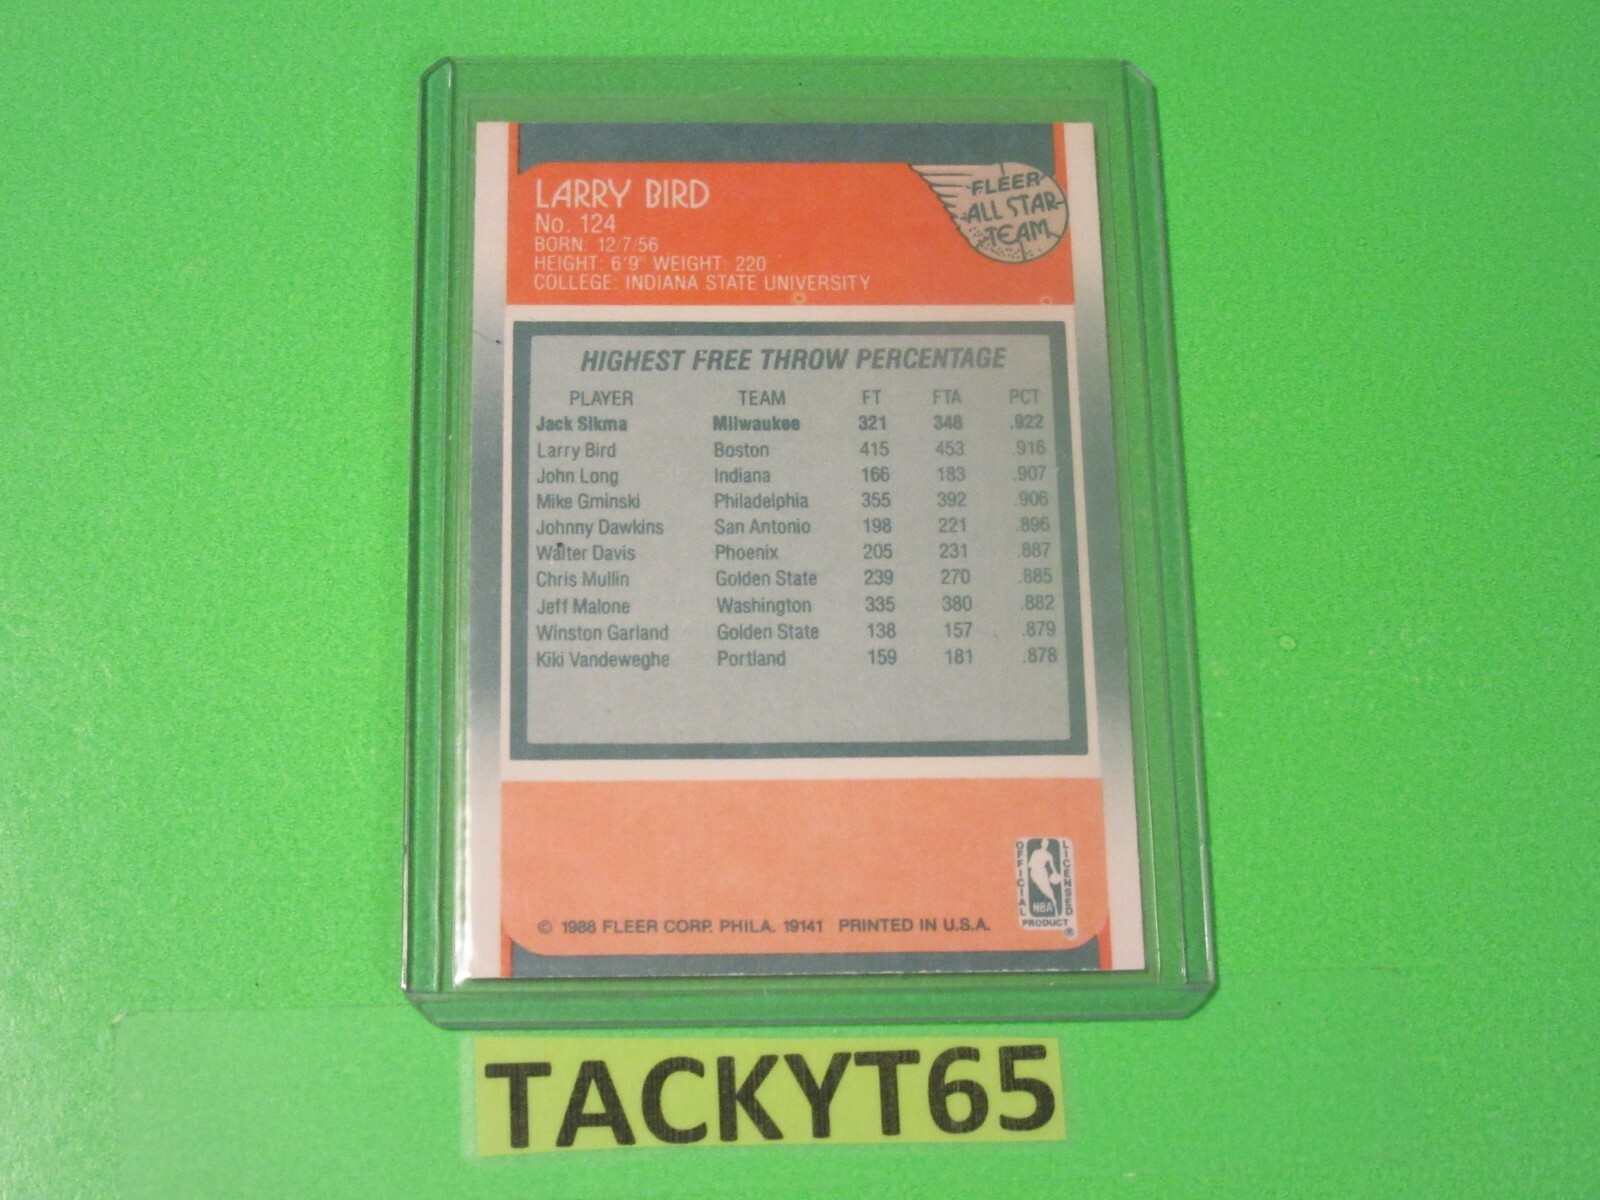 LARRY BIRD
No. 124
BORN: 12/7/56
HEIGHT: 6'9" WEIGHT: 220
COLLEGE: INDIANA STATE UNIVERSITY
FLEER
ALL STAR
TEAM
HIGHEST FREE THROW PERCENTAGE
PLAYER TEAM FT FTA PCT
Jack Sikma Milwaukee 321 348 .922
Larry Bird Boston 415 453 .916
John Long Indiana 166 183 .907
Mike Gminski Philadelphia 355 392 .906
Johnny Dawkins San Antonio 198 221 .896
Walter Davis Phoenix 205 231 .887
Chris Mullin Golden State 239 270 .885
Jeff Malone Washington 335 380 .882
Winston Garland Golden State 138 157 .879
Kiki Vandeweghe Portland 159 181 .878
OFFICIAL LICENSED
NBA
PRODUCT
®
© 1988 FLEER CORP. PHILA. 19141 PRINTED IN U.S.A.
TACKYT65